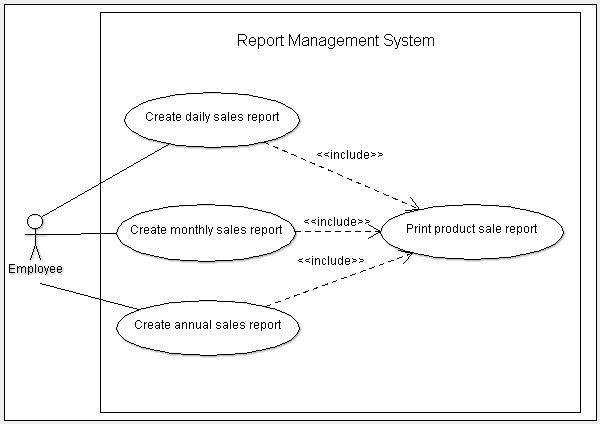 Report Management System
Create daily sales report
<<include>>
Create monthly sales report
<<include>>
Print product sale report
Employee
<<include>>
Create annual sales report